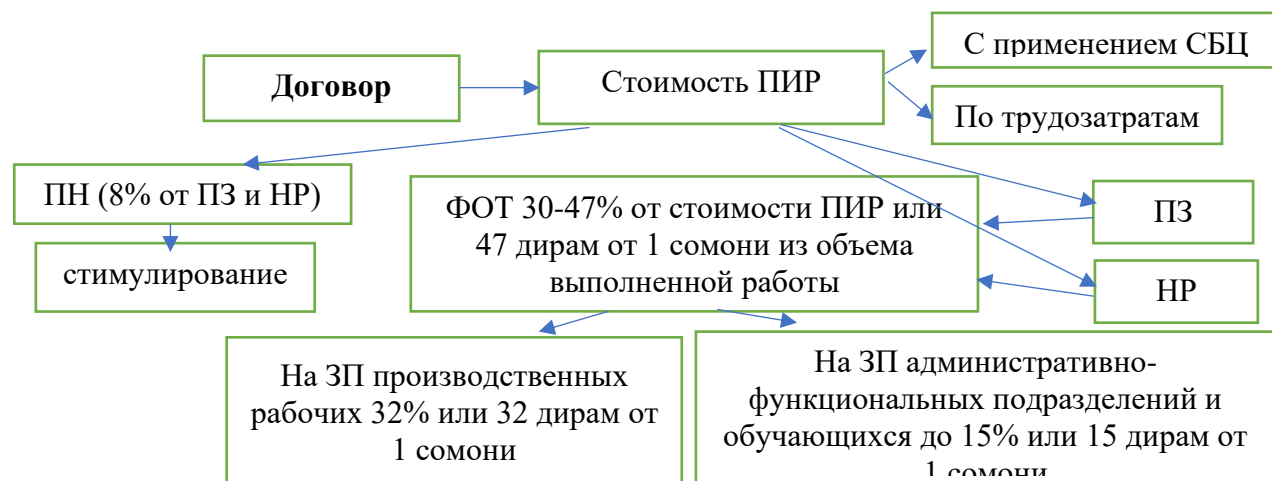 С применением СБЦ
Договор
Стоимость ПИР
По трудозатратам
ПН (8% от ПЗ и НР)
ФОТ 30-47% от стоимости ПИР или
47 дирам от 1 сомони из объема
выполненной работы
ПЗ
стимулирование
НР
На ЗП производственных
рабочих 32% или 32 дирам от
1 сомони
На ЗП административно-
функциональных подразделений и
обучающихся до 15% или 15 дирам от
1 сомони